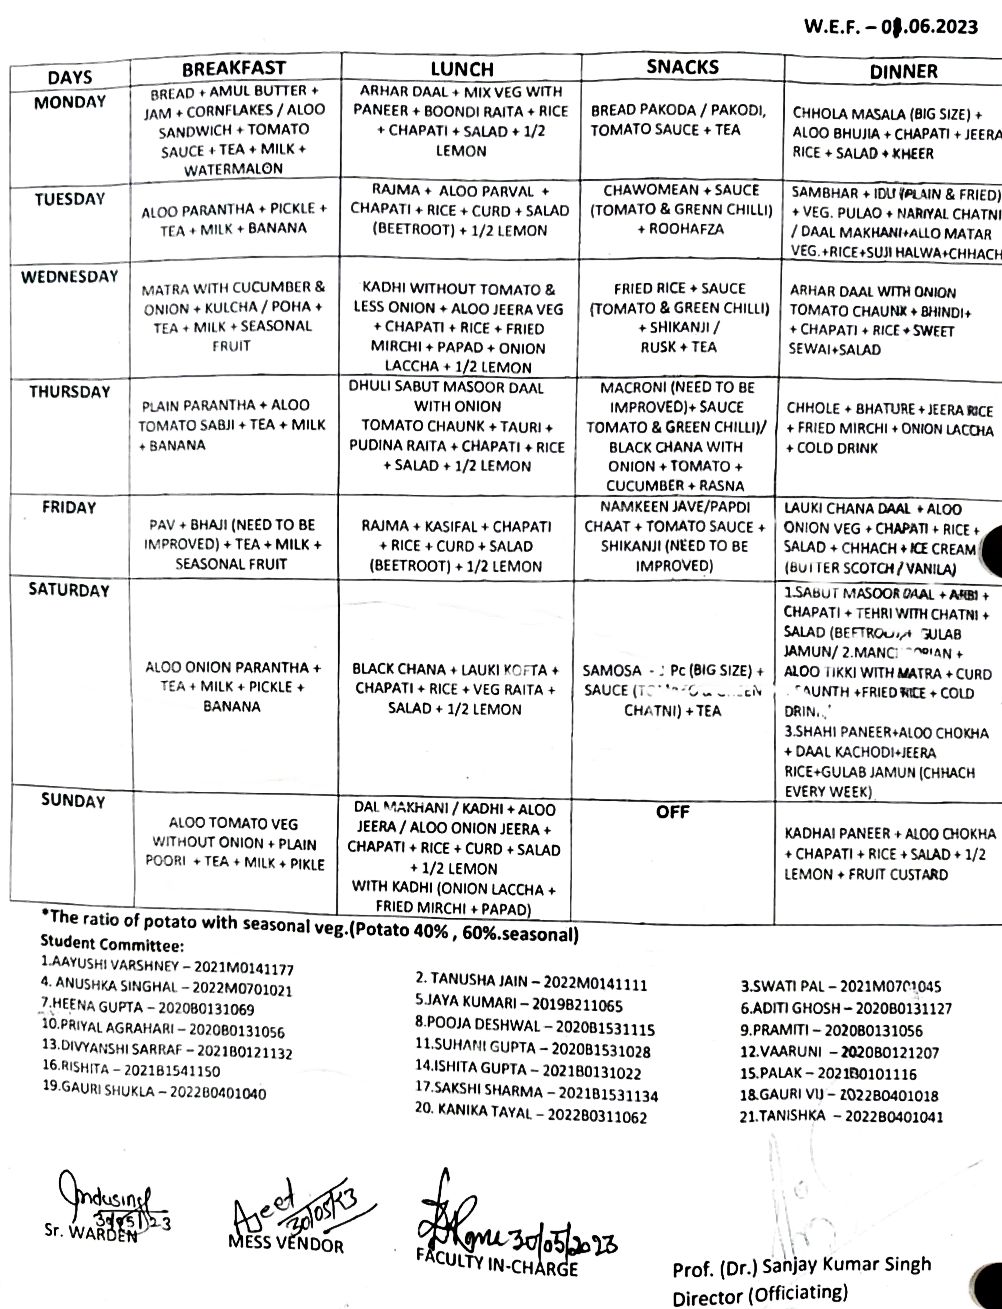 W.E.F. – 0.06.2023
DAYS BREAKFAST LUNCH SNACKS DINNER
MONDAY
BREAD + AMUL BUTTER +
JAM + CORNFLAKES / ALOO
SANDWICH + TOMATO
SAUCE + TEA + MILK +
WATERMALON
ARHAR DAAL + MIX VEG WITH
PANEER + BOONDI RAITA + RICE
+ CHAPATI + SALAD + 1/2
LEMON
BREAD PAKODA / PAKODI,
TOMATO SAUCE + TEA
CHHOLA MASALA (BIG SIZE) +
ALOO BHUJIA + CHAPATI + JEERA
RICE + SALAD + KHEER
TUESDAY
ALOO PARANTHA + PICKLE +
TEA + MILK + BANANA
RAJMA + ALOO PARVAL +
CHAPATI + RICE + CURD + SALAD
(BEETROOT) + 1/2 LEMON
CHAWOMEAN + SAUCE
(TOMATO & GRENN CHILLI)
+ ROOHAFZA
SAMBHAR + IDLI (PLAIN & FRIED)
+ VEG. PULAO + NARIYAL CHATNI
/ DAAL MAKHANI+ALLO MATAR
VEG.+RICE+SUJI HALWA+CHHACH
WEDNESDAY
MATRA WITH CUCUMBER &
ONION + KULCHA / POHA +
TEA + MILK + SEASONAL
FRUIT
KADHI WITHOUT TOMATO &
LESS ONION + ALOO JEERA VEG
+ CHAPATI + RICE + FRIED
MIRCHI + PAPAD + ONION
LACCHA + 1/2 LEMON
FRIED RICE + SAUCE
(TOMATO & GREEN CHILLI)
+ SHIKANJI /
RUSK + TEA
ARHAR DAAL WITH ONION
TOMATO CHAUNK + BHINDI+
+ CHAPATI + RICE + SWEET
SEWAI+SALAD
THURSDAY
PLAIN PARANTHA + ALOO
TOMATO SABJI + TEA + MILK
+ BANANA
DHULI SABUT MASOOR DAAL
WITH ONION
TOMATO CHAUNK + TAURI +
PUDINA RAITA + CHAPATI + RICE
+ SALAD + 1/2 LEMON
MACRONI (NEED TO BE
IMPROVED)+ SAUCE
TOMATO & GREEN CHILLI)/
BLACK CHANA WITH
ONION + TOMATO +
CUCUMBER + RASNA
CHHOLE + BHATURE + JEERA RICE
+ FRIED MIRCHI + ONION LACCHA
+ COLD DRINK
FRIDAY
PAV + BHAJI (NEED TO BE
IMPROVED) + TEA + MILK +
SEASONAL FRUIT
RAJMA + KASIFAL + CHAPATI
+ RICE + CURD + SALAD
(BEETROOT) + 1/2 LEMON
NAMKEEN JAVE/PAPDI
CHAAT + TOMATO SAUCE +
SHIKANJI (NEED TO BE
IMPROVED)
LAUKI CHANA DAAL + ALOO
ONION VEG + CHAPATI + RICE +
SALAD + CHHACH + ICE CREAM
(BUTTER SCOTCH / VANILA)
SATURDAY
ALOO ONION PARANTHA +
TEA + MILK + PICKLE +
BANANA
BLACK CHANA + LAUKI KOFTA +
CHAPATI + RICE + VEG RAITA +
SALAD + 1/2 LEMON
SAMOSA - Pc (BIG SIZE) +
SAUCE (
CHATNI) + TEA
1.SABUT MASOOR DAAL + ARBI +
CHAPATI + TEHRI WITH CHATNI +
SALAD GULAB
JAMUN/ 2. +
ALOO TIKKI WITH MATRA + CURD
+FRIED RICE + COLD
3.SHAHI PANEER+ALOO CHOKHA
+ DAAL KACHODI+JEERA
RICE+GULAB JAMUN (CHHACH
EVERY WEEK)
SUNDAY
ALOO TOMATO VEG
WITHOUT ONION + PLAIN
POORI + TEA + MILK + PIKLE
DAL MAKHANI / KADHI + ALOO
JEERA / ALOO ONION JEERA +
CHAPATI + RICE + CURD + SALAD
+ 1/2 LEMON
WITH KADHI (ONION LACCHA +
FRIED MIRCHI + PAPAD)
OFF
KADHAI PANEER + ALOO CHOKHA
+ CHAPATI + RICE + SALAD + 1/2
LEMON + FRUIT CUSTARD
*The ratio of potato with seasonal veg.(Potato 40% , 60%.seasonal)
Student Committee:
1.AAYUSHI VARSHNEY – 2021M0141177
2. TANUSHA JAIN – 2022M0141111
3.SWATI PAL – 2021M0701045
4. ANUSHKA SINGHAL – 2022M0701021
5.JAYA KUMARI – 2019B211065
6.ADITI GHOSH – 2020B0131127
7.HEENA GUPTA – 2020B0131069
8.POOJA DESHWAL – 2020B1531115
9.PRAMITI – 2020B0131056
10.PRIYAL AGRAHARI – 2020B0131056
11.SUHANI GUPTA – 2020B1531028
12.VAARUNI – 2020B0121207
13.DIVYANSHI SARRAF – 2021B0121132
14.ISHITA GUPTA – 2021B0131022
15.PALAK – 2021B0101116
16.RISHITA – 2021B1541150
17.SAKSHI SHARMA – 2021B1531134
18.GAURI VIJ – 2022B0401018
19.GAURI SHUKLA – 2022B0401040
20. KANIKA TAYAL – 2022B0311062
21.TANISHKA – 2022B0401041
30/05/23
Sr. WARDEN
Ajeet
30/05/23
MESS VENDOR
30/05/2023
FACULTY IN-CHARGE
Prof. (Dr.) Sanjay Kumar Singh
Director (Officiating)